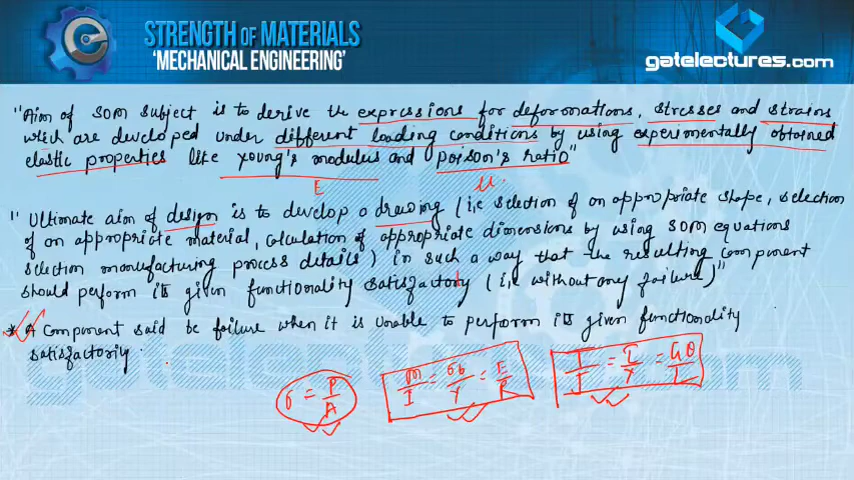 STRENGTH OF MATERIALS
'MECHANICAL ENGINEERING'
gatelectures.com
"Aim of SOM subject is to derive the expressions for deformations, stresses and strains
which are developed under different loading conditions by using experimentally obtained
elastic properties like young's modulus and poison's ratio"
E μ
" Ultimate aim of design is to develop a drawing (i.e selection of an appropriate shape, selection
of an appropriate material, calculation of appropriate dimensions by using SOM equations
selection manufacturing process details) in such a way that the resulting component
should perform its given functionality satisfactory (i.e without any failure)"
* A Component said be failure when it is unable to perform its given functionality
satisfactorily.
σ = P/A M/I = σb/Y = E/R T/J = τ/r = Gθ/L